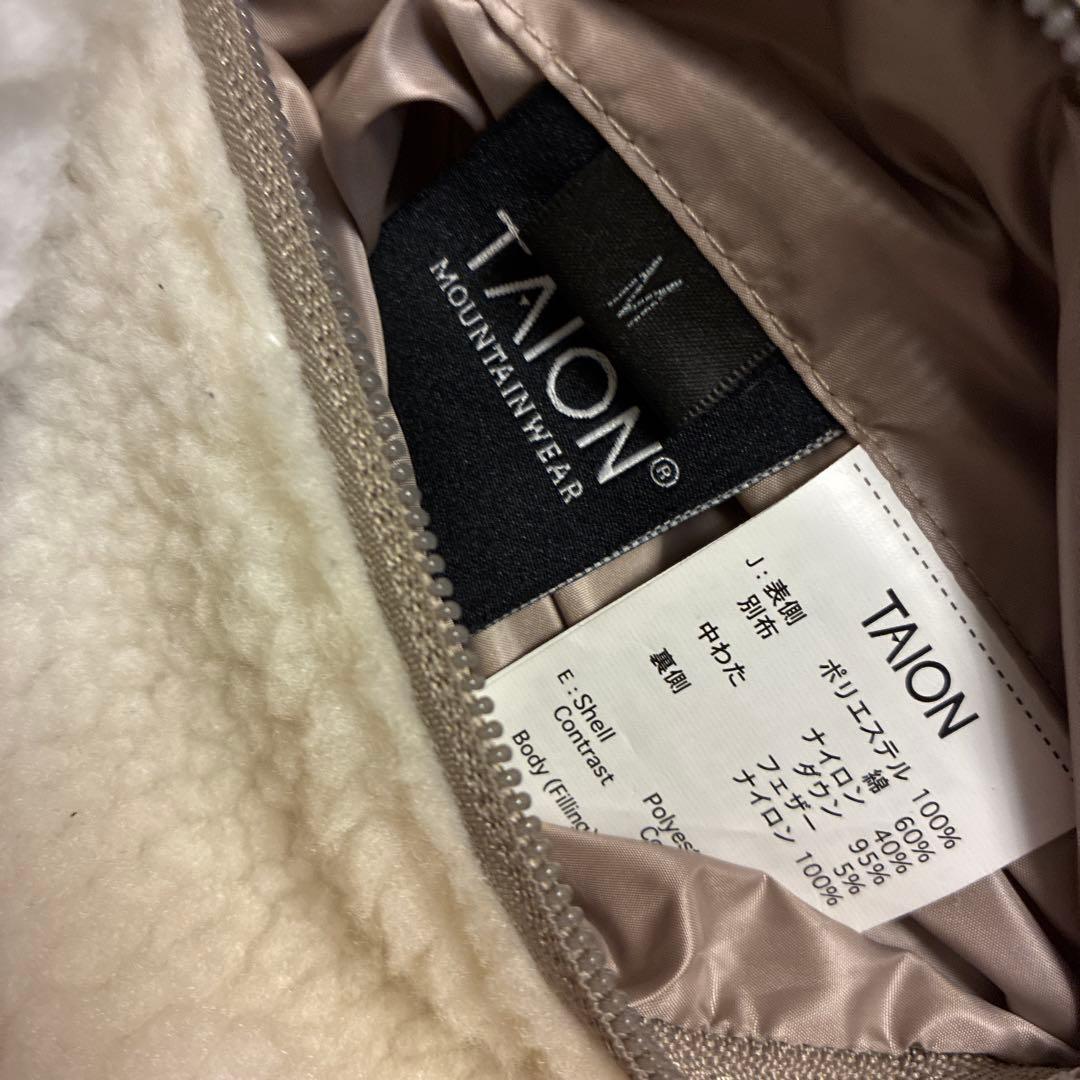 TAION®
MOUNTAINWEAR
M
TAION
J：表側 ポリエステル 100%
別布 綿 60%
ナイロン 40%
中わた ダウン 95%
フェザー 5%
裏側 ナイロン 100%
E：Shell
Contrast
Body (Filling)